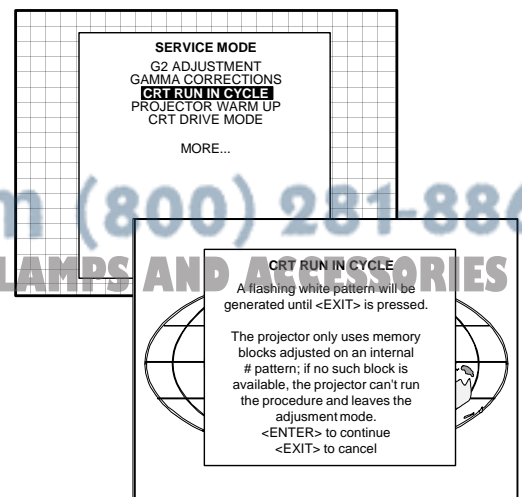 SERVICE MODE
G2 ADJUSTMENT
GAMMA CORRECTIONS
CRT RUN IN CYCLE
PROJECTOR WARM UP
CRT DRIVE MODE
MORE...
m (800) 281-886
LAMPS AND ACCESSORIES
CRT RUN IN CYCLE
A flashing white pattern will be
generated until <EXIT> is pressed.
The projector only uses memory
blocks adjusted on an internal
# pattern; if no such block is
available, the projector can't run
the procedure and leaves the
adjusment mode.
<ENTER> to continue
<EXIT> to cancel